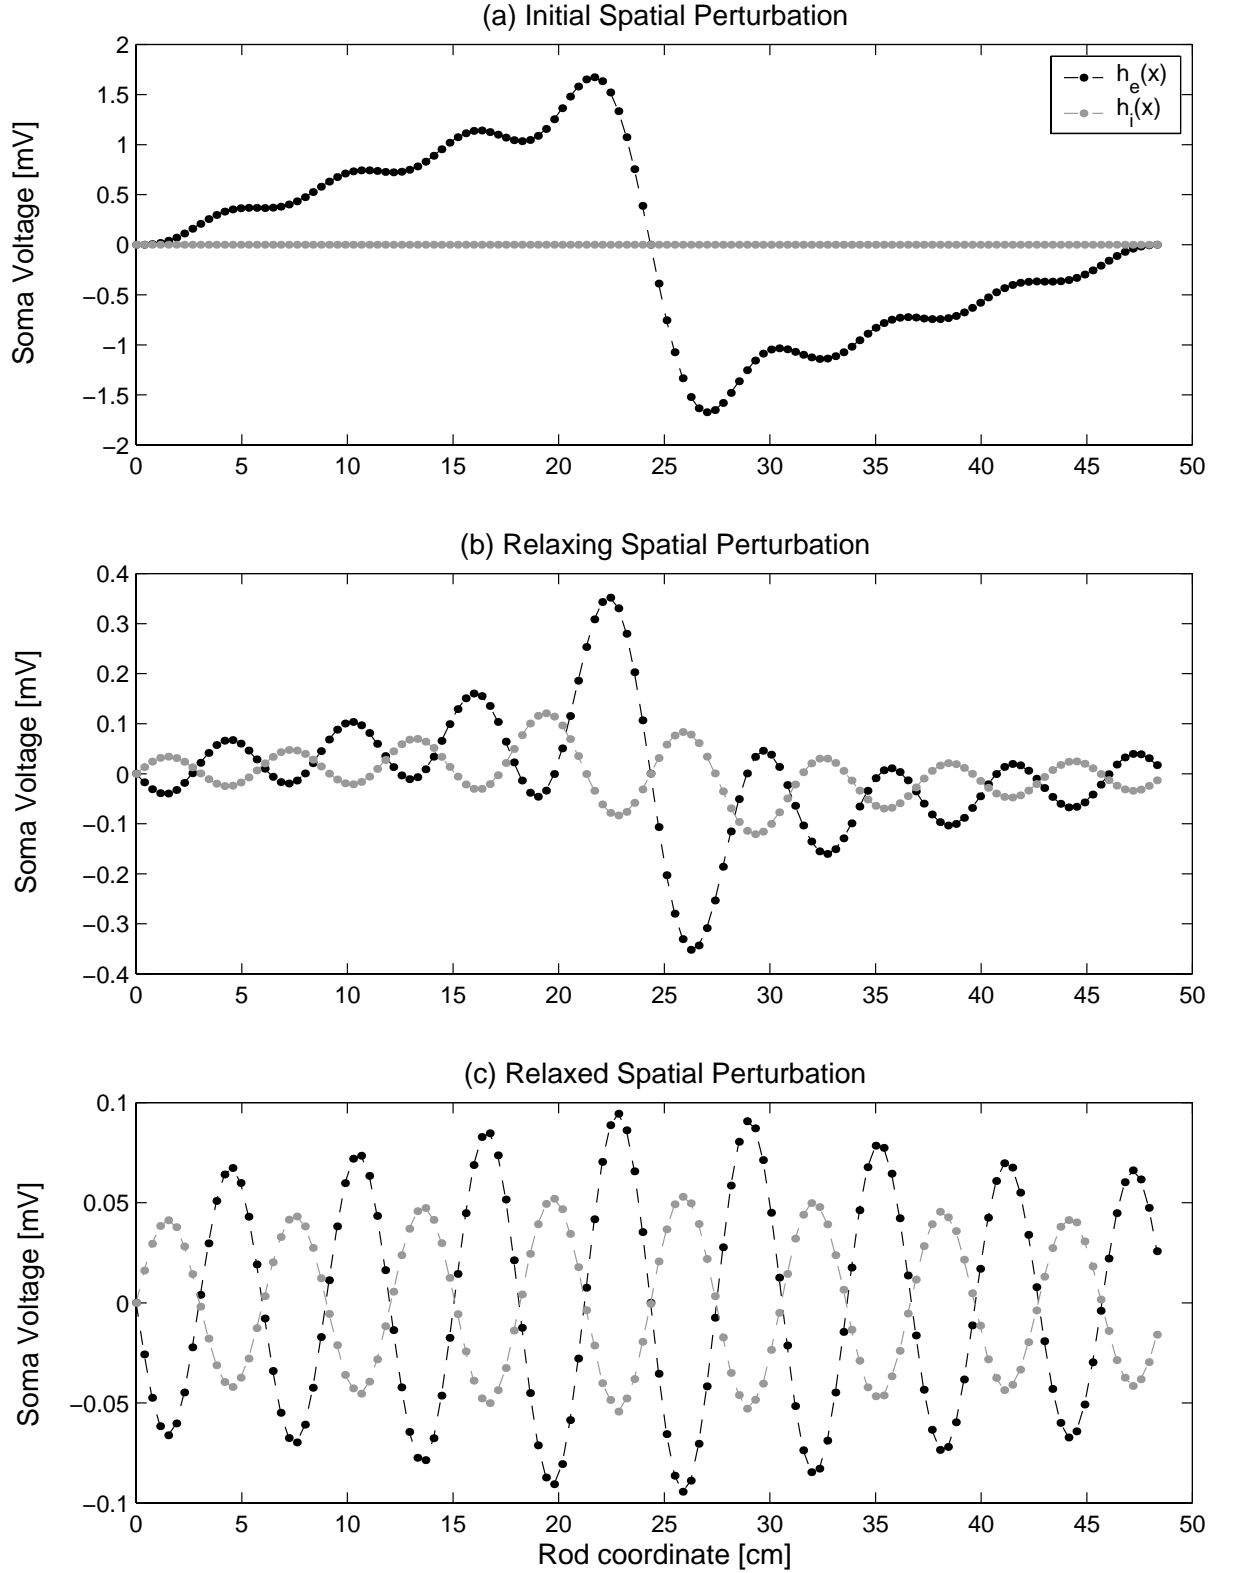 (a) Initial Spatial Perturbation
Soma Voltage [mV]
2
1.5
1
0.5
0
−0.5
−1
−1.5
−2
0 5 10 15 20 25 30 35 40 45 50
h_e(x)
h_i(x)
(b) Relaxing Spatial Perturbation
Soma Voltage [mV]
0.4
0.3
0.2
0.1
0
−0.1
−0.2
−0.3
−0.4
0 5 10 15 20 25 30 35 40 45 50
(c) Relaxed Spatial Perturbation
Soma Voltage [mV]
0.1
0.05
0
−0.05
−0.1
0 5 10 15 20 25 30 35 40 45 50
Rod coordinate [cm]